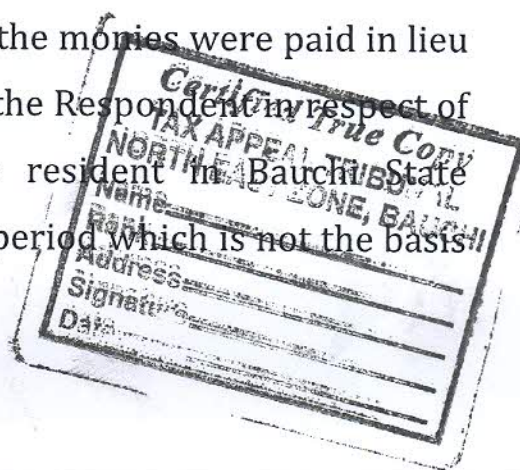 the monies were paid in lieu
the Respondent in respect of
resident in Bauchi State
period which is not the basis
Certified True Copy
TAX APPEAL TRIBUNAL
NORTH-EAST ZONE, BAUCHI
Name
Rank
Address
Signature
Date